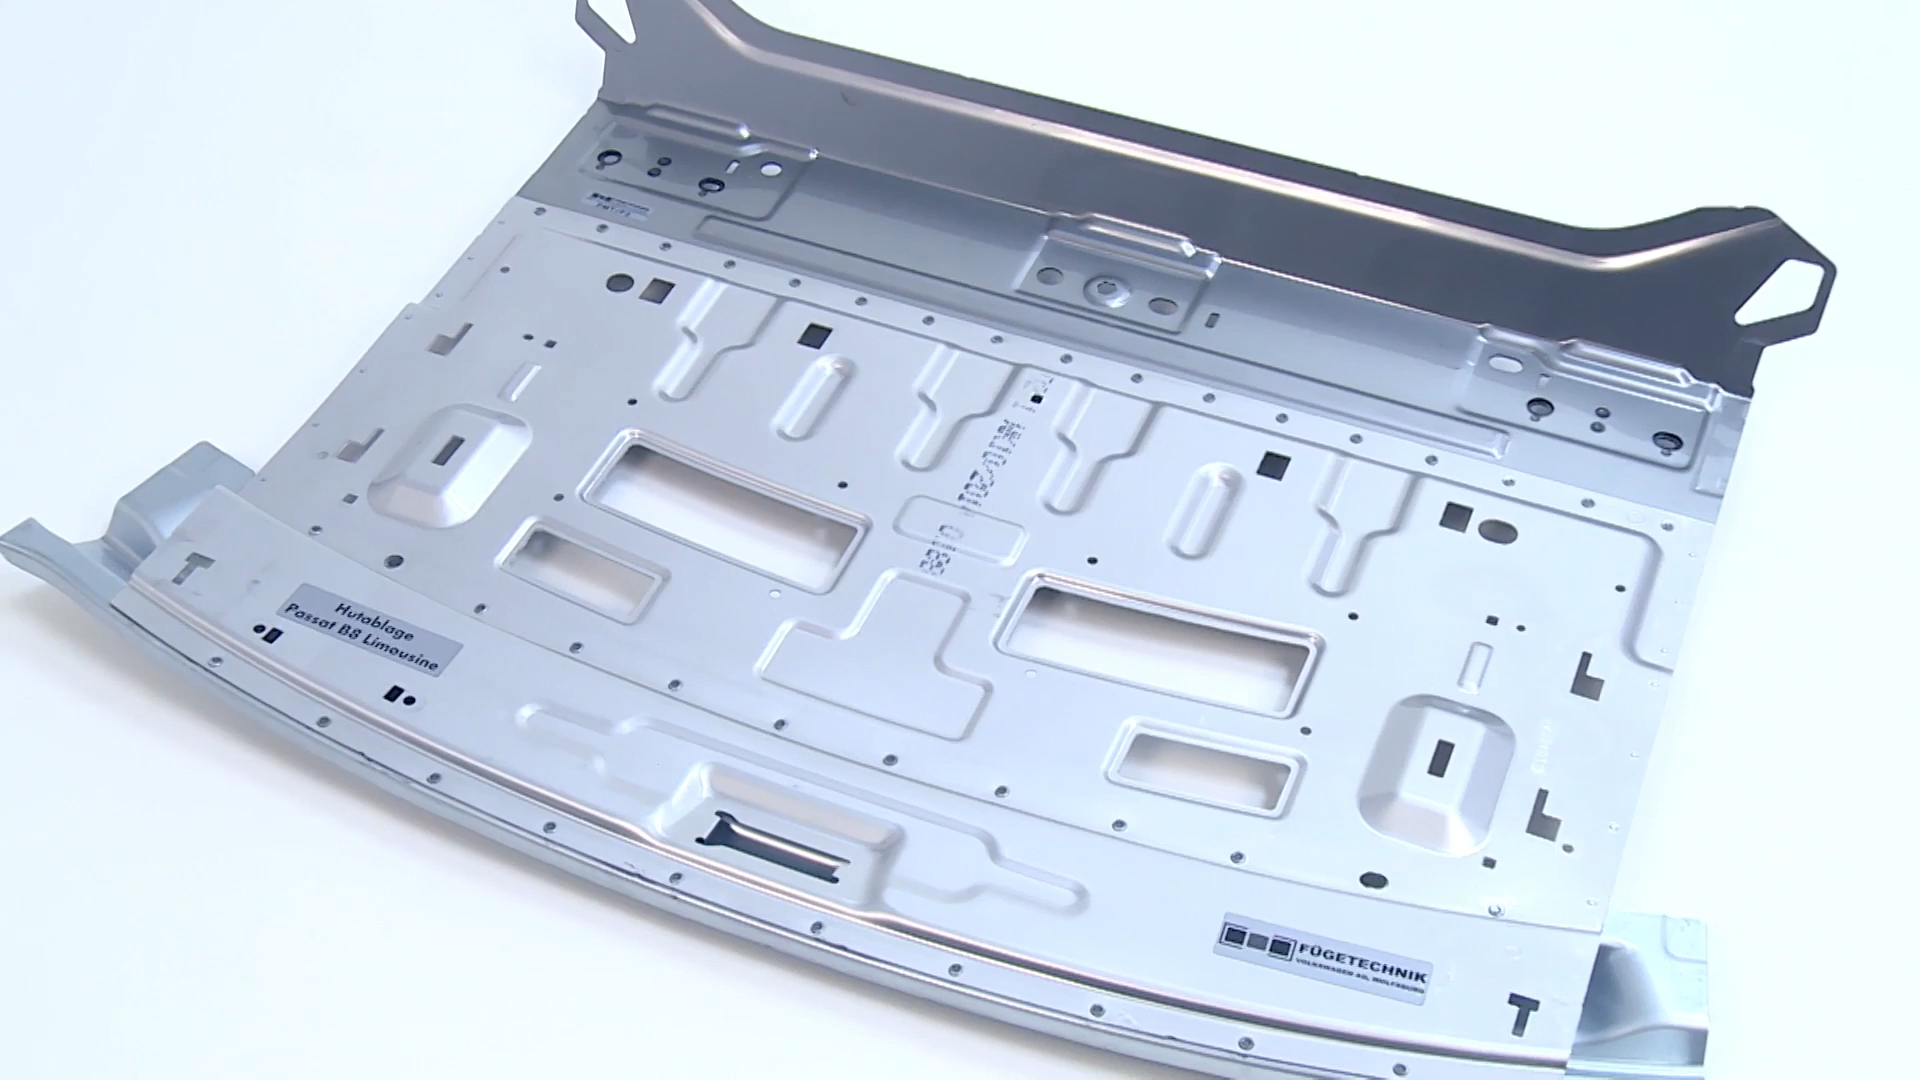 Hutablage
Passat B8 Limousine
FÜGETECHNIK
VOLKSWAGEN AG, WOLFSBURG